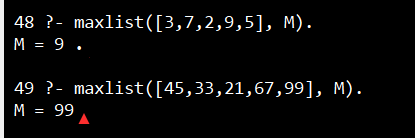 48 ?- maxlist([3,7,2,9,5], M).
M = 9 .
49 ?- maxlist([45,33,21,67,99], M).
M = 99